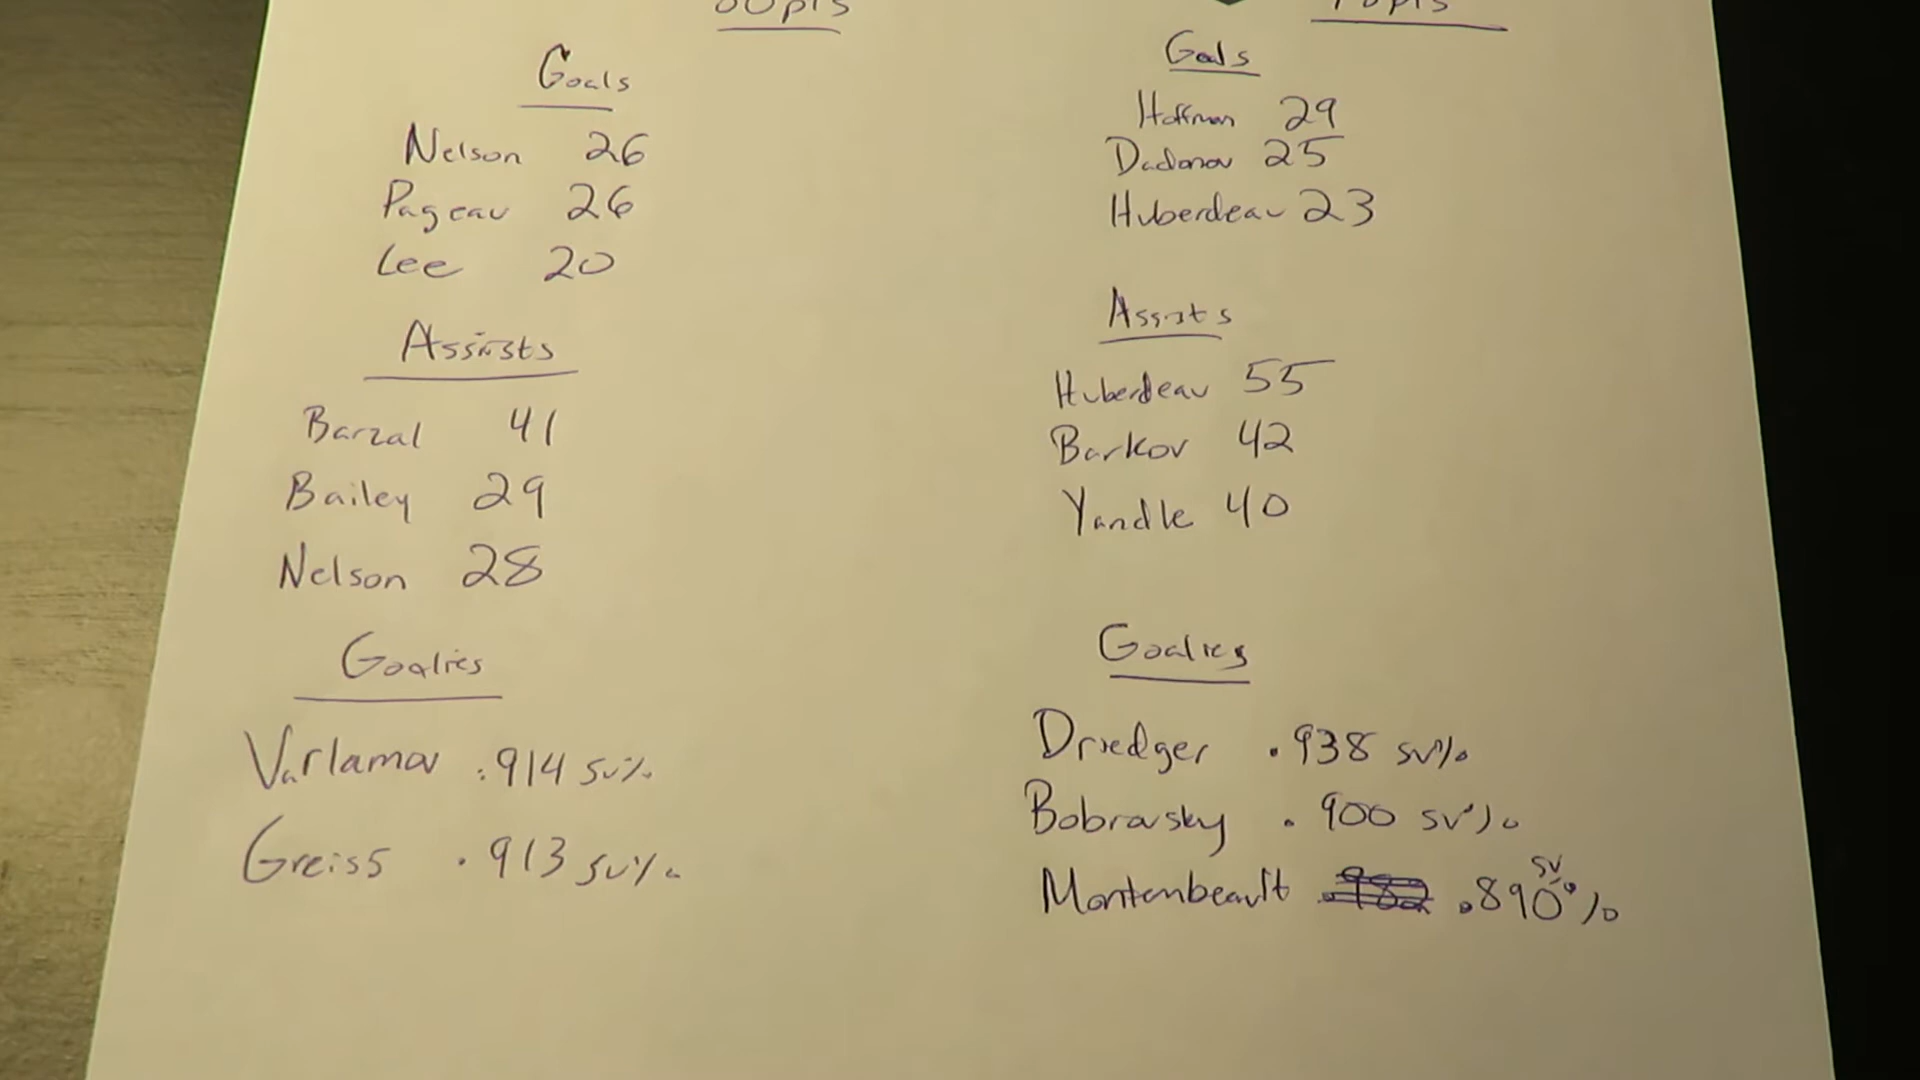 Goals
Nelson 26
Pageau 26
Lee 20
Assists
Barzal 41
Bailey 29
Nelson 28
Goalies
Varlamov .914 sv%
Greiss .913 sv%
Goals
Hoffman 29
Dadonov 25
Huberdeau 23
Assists
Huberdeau 55
Barkov 42
Yandle 40
Goalies
Driedger .938 sv%
Bobrovsky .900 sv%
Montembeault .890 sv%